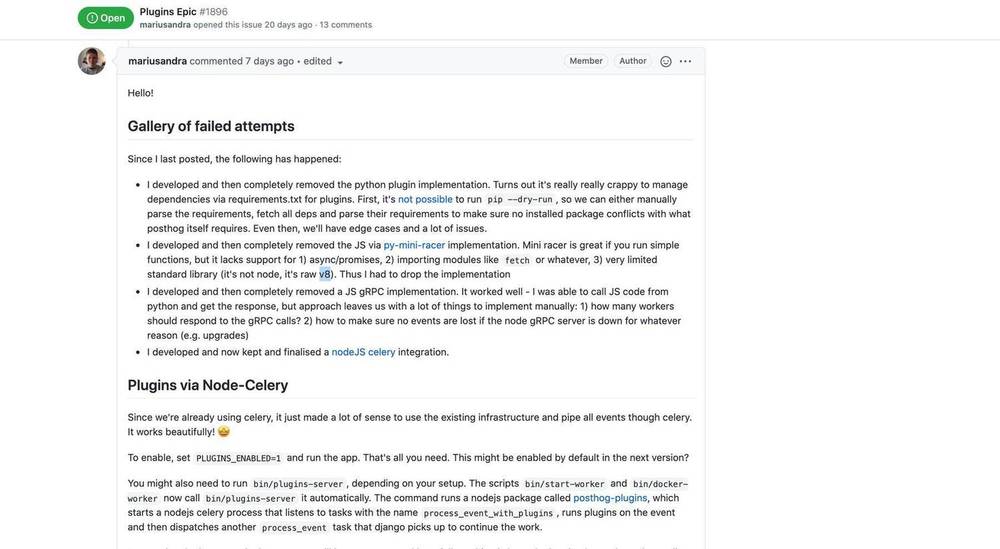 Open
Plugins Epic #1896
mariusandra opened this issue 20 days ago · 13 comments
mariusandra commented 7 days ago • edited
Member
Author
Hello!
Gallery of failed attempts
Since I last posted, the following has happened:
• I developed and then completely removed the python plugin implementation. Turns out it's really really crappy to manage
dependencies via requirements.txt for plugins. First, it's not possible to run pip --dry-run, so we can either manually
parse the requirements, fetch all deps and parse their requirements to make sure no installed package conflicts with what
posthog itself requires. Even then, we'll have edge cases and a lot of issues.
• I developed and then completely removed the JS via py-mini-racer implementation. Mini racer is great if you run simple
functions, but it lacks support for 1) async/promises, 2) importing modules like fetch or whatever, 3) very limited
standard library (it's not node, it's raw v8). Thus I had to drop the implementation
• I developed and then completely removed a JS gRPC implementation. It worked well - I was able to call JS code from
python and get the response, but approach leaves us with a lot of things to implement manually: 1) how many workers
should respond to the gRPC calls? 2) how to make sure no events are lost if the node gRPC server is down for whatever
reason (e.g. upgrades)
• I developed and now kept and finalised a nodeJS celery integration.
Plugins via Node-Celery
Since we're already using celery, it just made a lot of sense to use the existing infrastructure and pipe all events though celery.
It works beautifully! 🤩
To enable, set PLUGINS_ENABLED=1 and run the app. That's all you need. This might be enabled by default in the next version?
You might also need to run bin/plugins-server, depending on your setup. The scripts bin/start-worker and bin/docker-
worker now call bin/plugins-server it automatically. The command runs a nodejs package called posthog-plugins, which
starts a nodejs celery process that listens to tasks with the name process_event_with_plugins, runs plugins on the event
and then dispatches another process_event task that django picks up to continue the work.